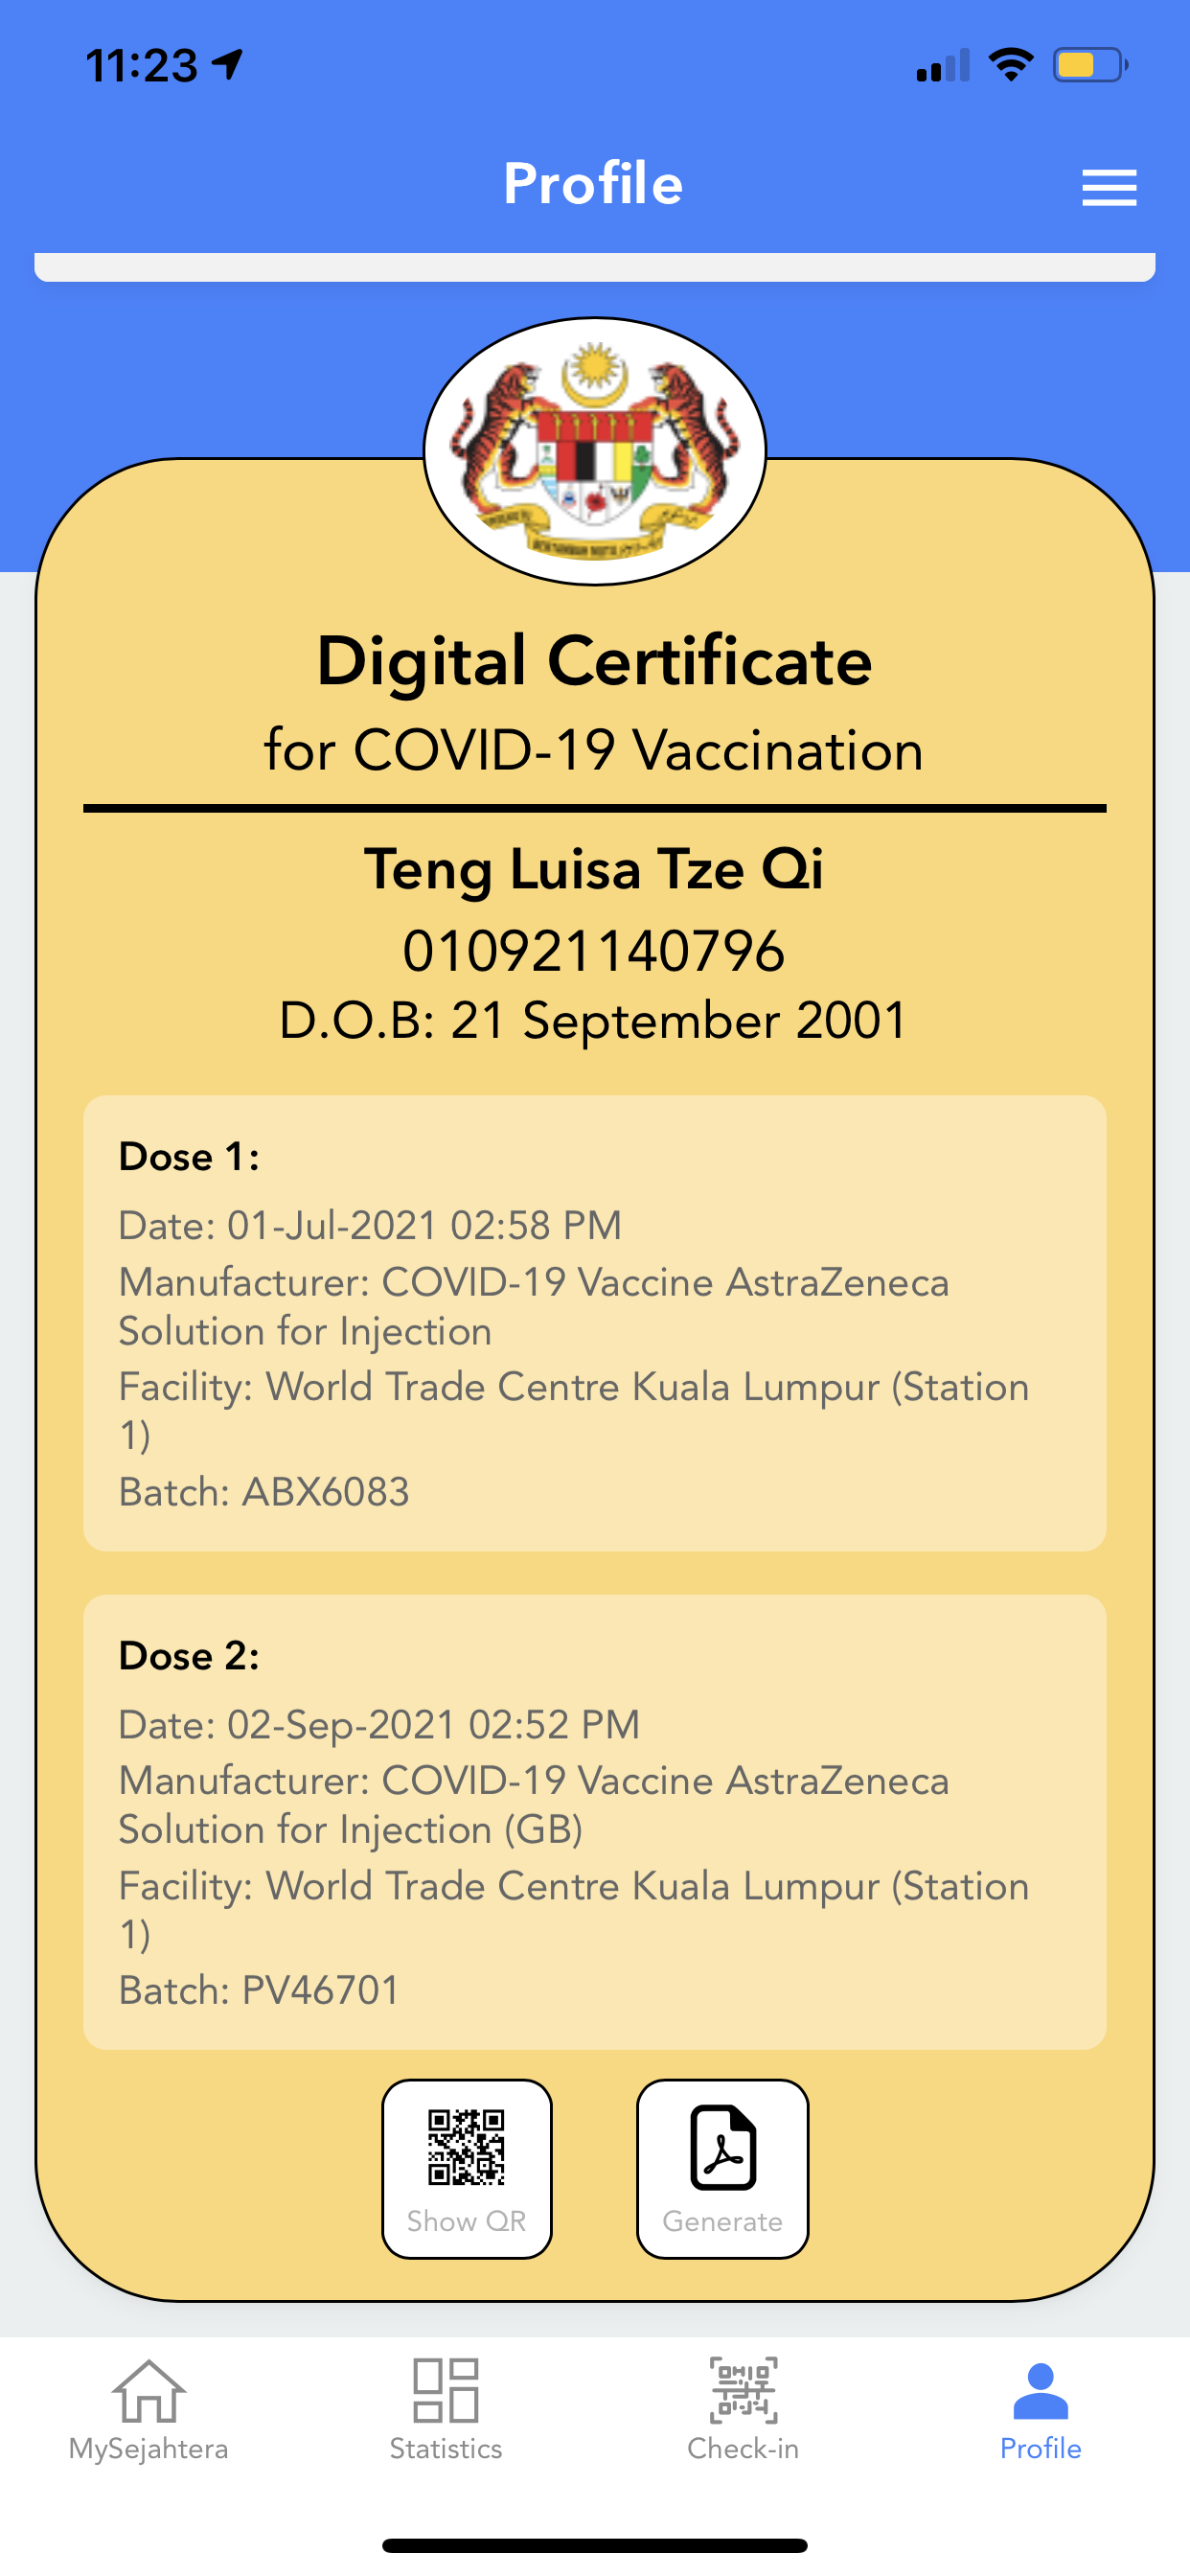 11:23
Profile
Digital Certificate
for COVID-19 Vaccination
Teng Luisa Tze Qi
010921140796
D.O.B: 21 September 2001
Dose 1:
Date: 01-Jul-2021 02:58 PM
Manufacturer: COVID-19 Vaccine AstraZeneca
Solution for Injection
Facility: World Trade Centre Kuala Lumpur (Station
1)
Batch: ABX6083
Dose 2:
Date: 02-Sep-2021 02:52 PM
Manufacturer: COVID-19 Vaccine AstraZeneca
Solution for Injection (GB)
Facility: World Trade Centre Kuala Lumpur (Station
1)
Batch: PV46701
Show QR
Generate
MySejahtera
Statistics
Check-in
Profile